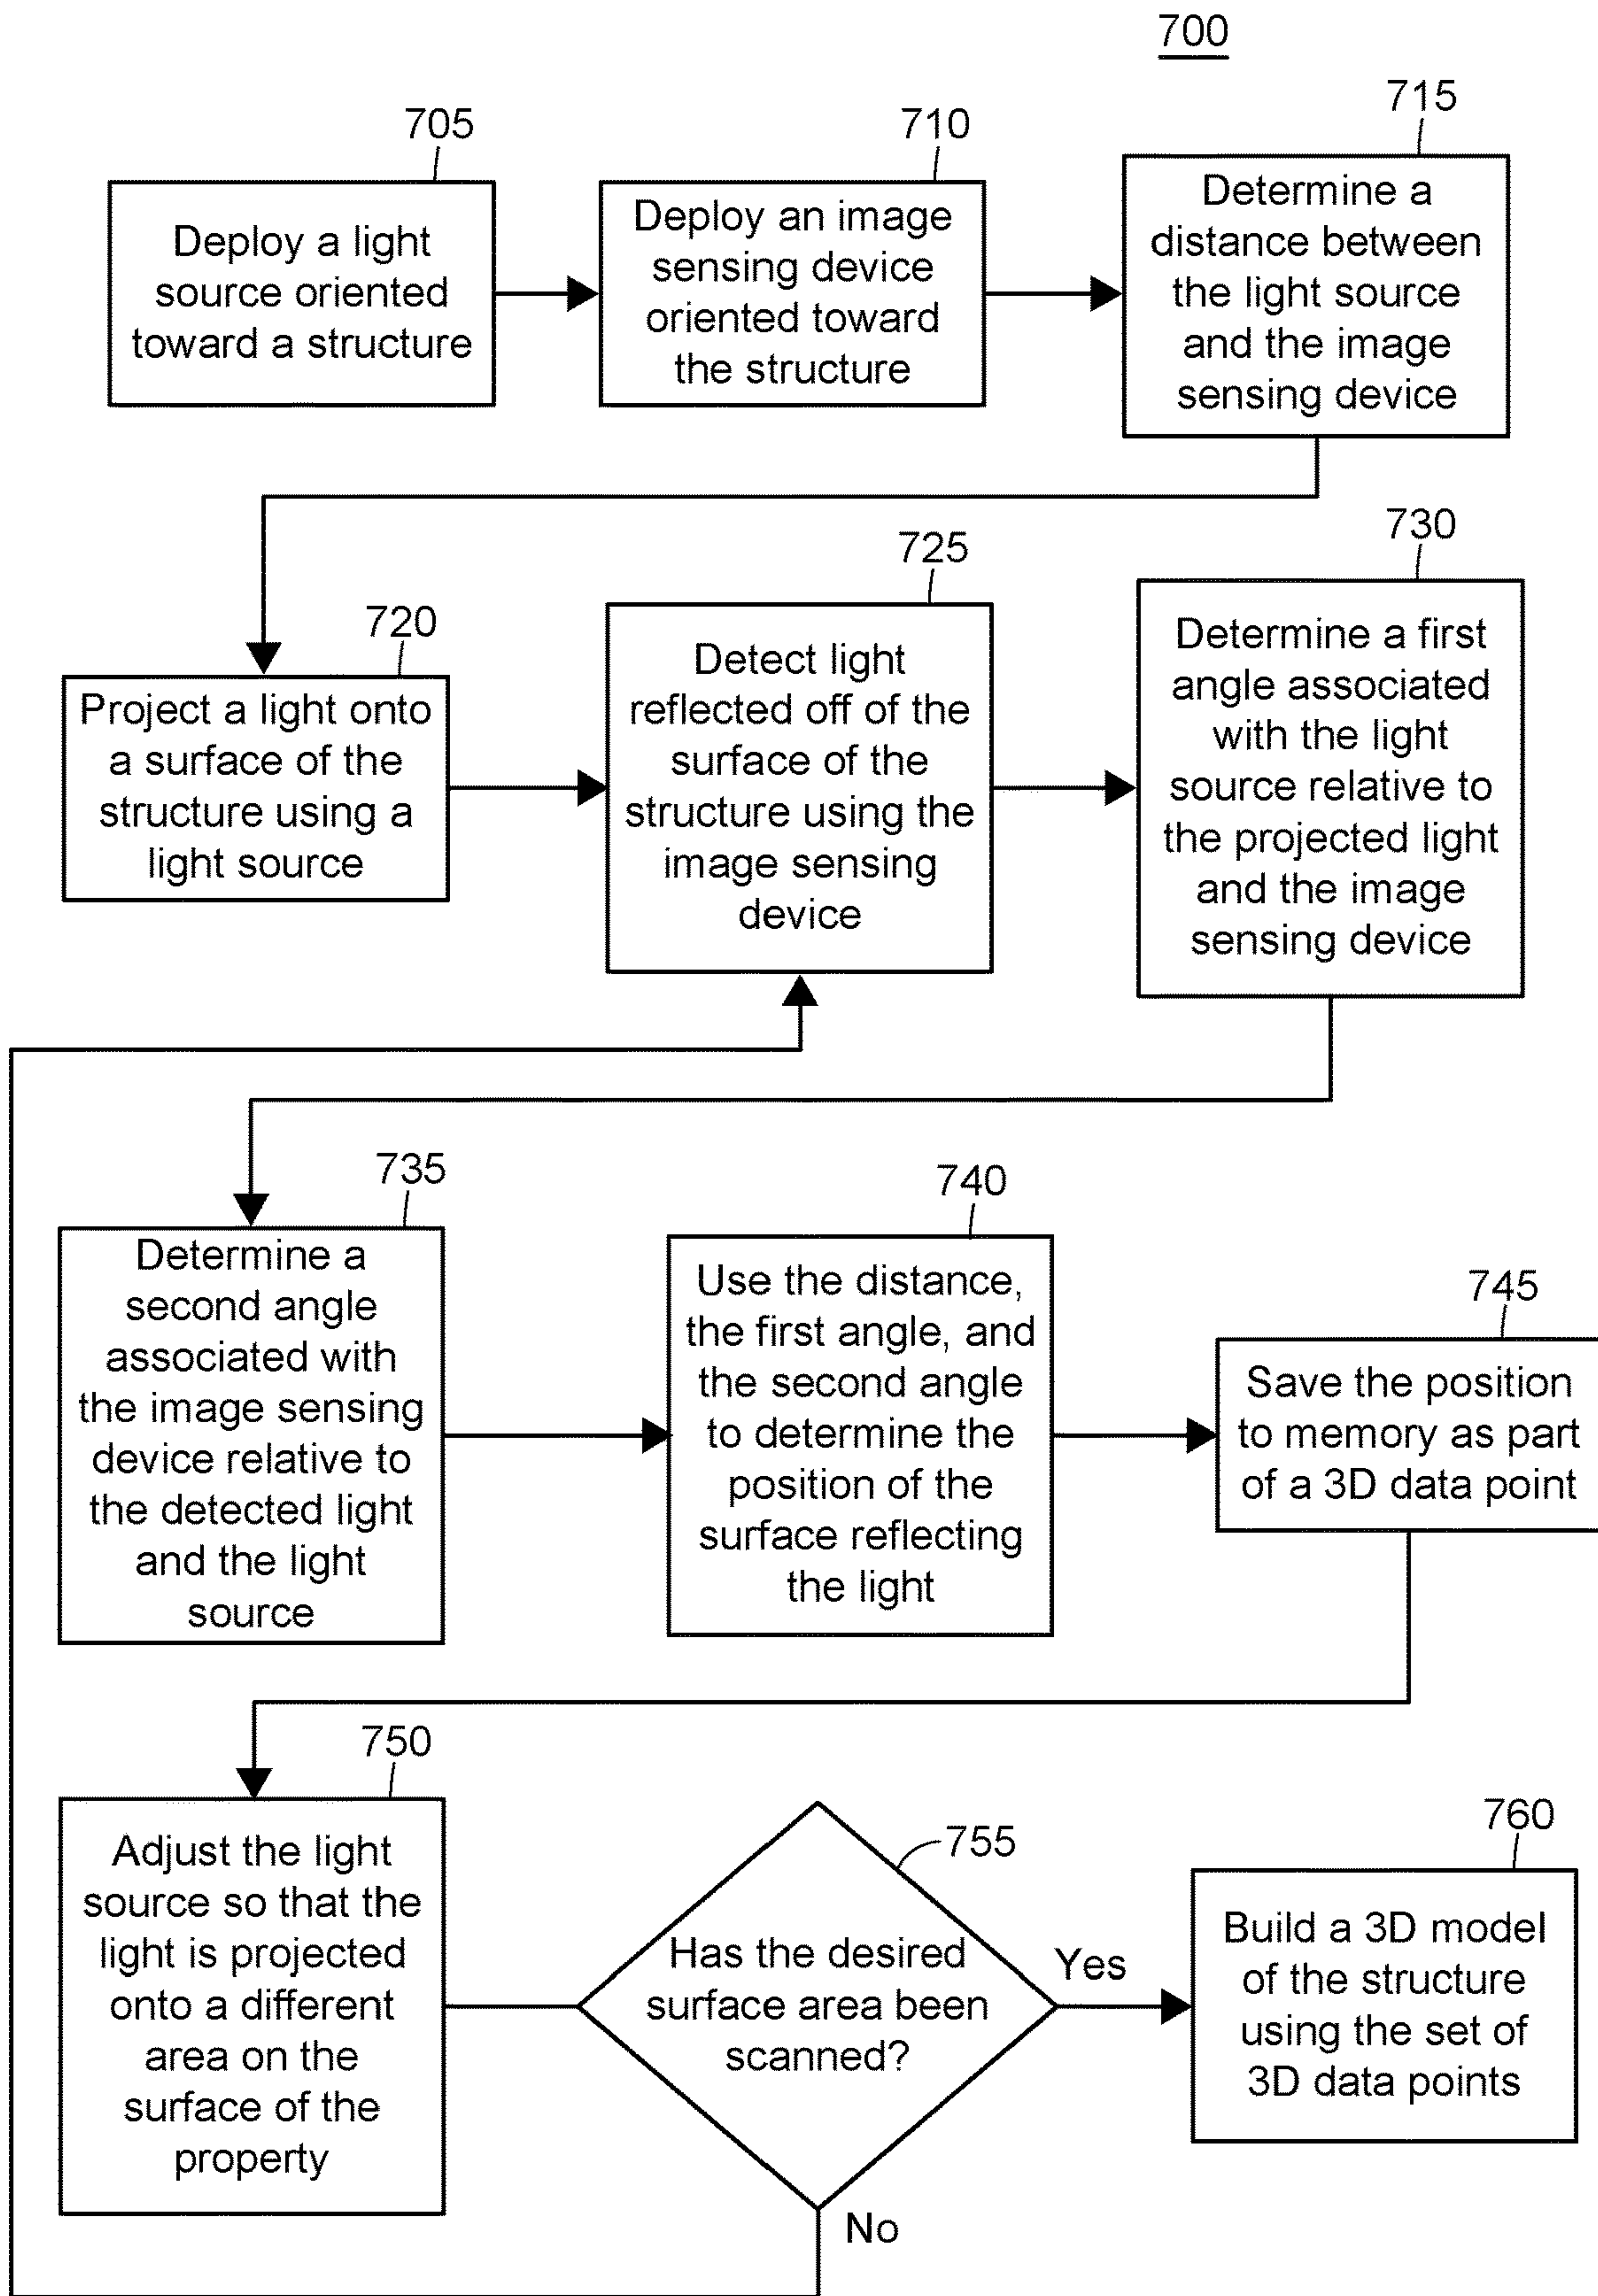 700
705
Deploy a light
source oriented
toward a structure
710
Deploy an image
sensing device
oriented toward
the structure
715
Determine a
distance between
the light source
and the image
sensing device
720
Project a light onto
a surface of the
structure using a
light source
725
Detect light
reflected off of the
surface of the
structure using the
image sensing
device
730
Determine a first
angle associated
with the light
source relative to
the projected light
and the image
sensing device
735
Determine a
second angle
associated with
the image sensing
device relative to
the detected light
and the light
source
740
Use the distance,
the first angle, and
the second angle
to determine the
position of the
surface reflecting
the light
745
Save the position
to memory as part
of a 3D data point
750
Adjust the light
source so that the
light is projected
onto a different
area on the
surface of the
property
755
Has the desired
surface area been
scanned?
Yes
No
760
Build a 3D model
of the structure
using the set of
3D data points